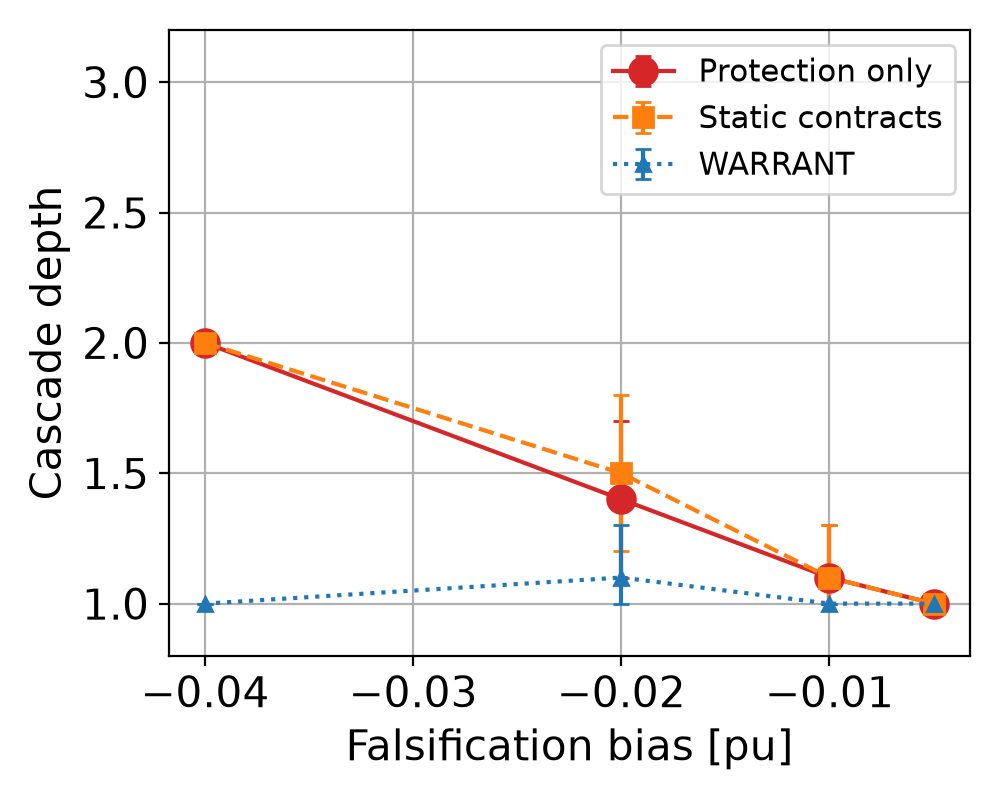 Protection only
Static contracts
WARRANT
3.0
2.5
2.0
1.5
1.0
Cascade depth
−0.04 −0.03 −0.02 −0.01
Falsification bias [pu]